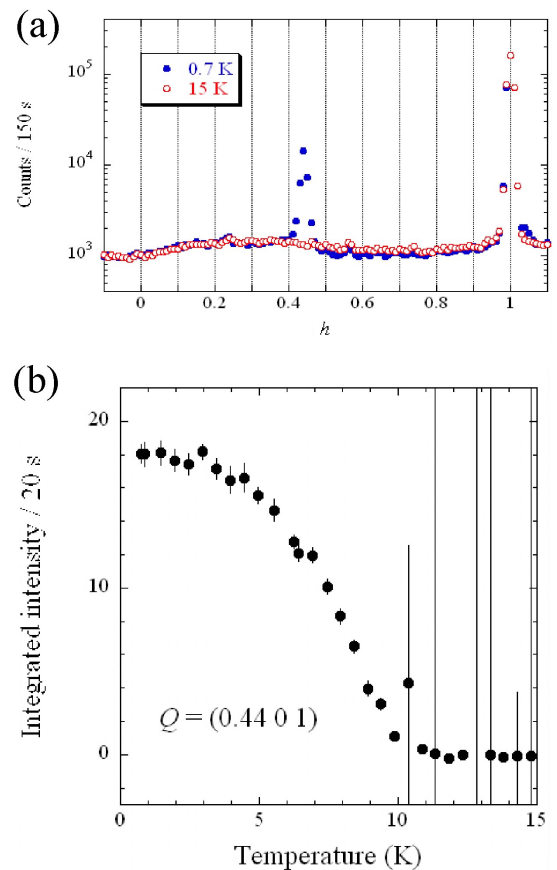 (a)
0.7 K
15 K
10^5
10^4
10^3
Counts / 150 s
0 0.2 0.4 0.6 0.8 1
h
(b)
20
10
0
Integrated intensity / 20 s
Q = (0.44 0 1)
0 5 10 15
Temperature (K)